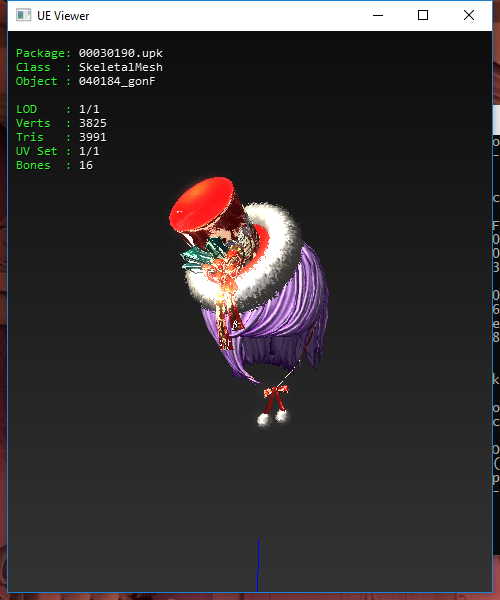 UE Viewer
Package: 00030190.upk
Class : SkeletalMesh
Object : 040184_gonF
LOD : 1/1
Verts : 3825
Tris : 3991
UV Set : 1/1
Bones : 16